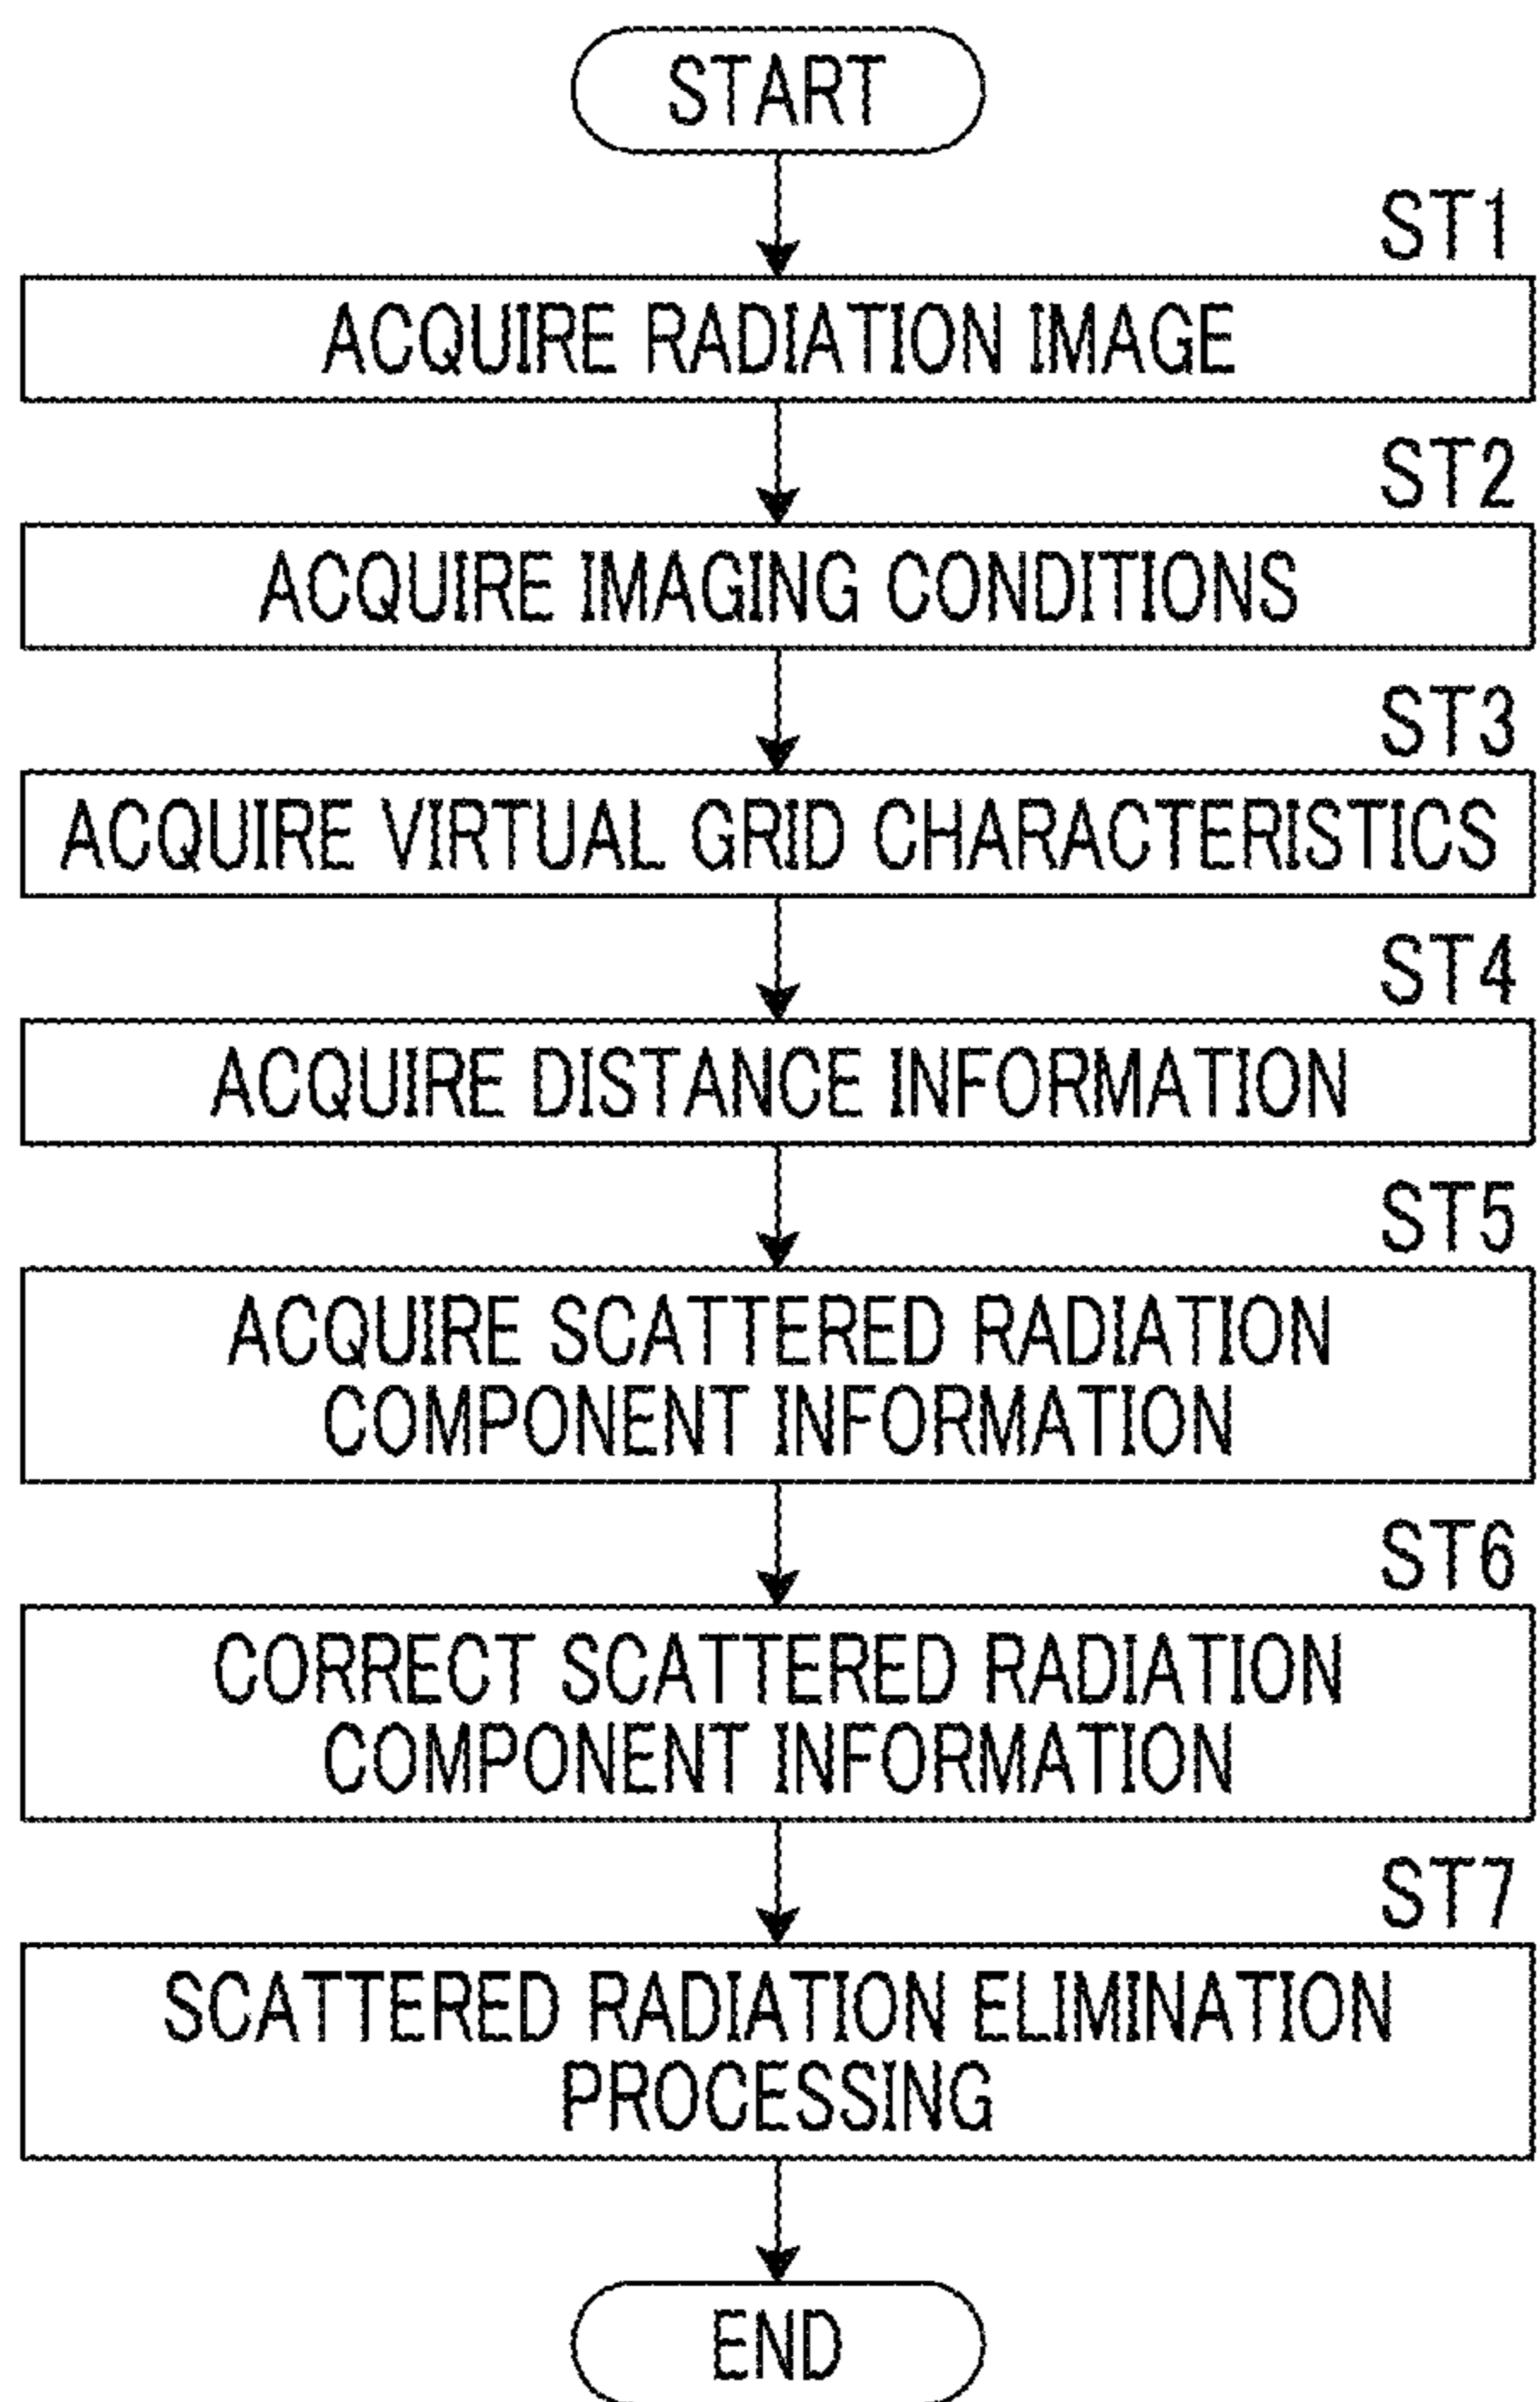 START
ST1
ACQUIRE RADIATION IMAGE
ST2
ACQUIRE IMAGING CONDITIONS
ST3
ACQUIRE VIRTUAL GRID CHARACTERISTICS
ST4
ACQUIRE DISTANCE INFORMATION
ST5
ACQUIRE SCATTERED RADIATION
COMPONENT INFORMATION
ST6
CORRECT SCATTERED RADIATION
COMPONENT INFORMATION
ST7
SCATTERED RADIATION ELIMINATION
PROCESSING
END